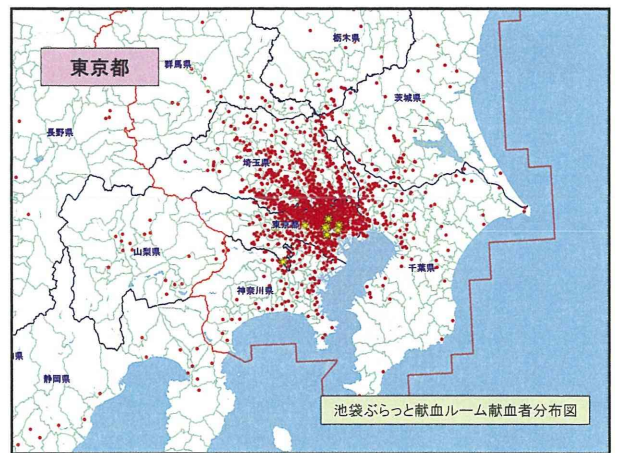 東京都
栃木県
群馬県
茨城県
長野県
埼玉県
東京都
山梨県
千葉県
神奈川県
県
静岡県
池袋ぷらっと献血ルーム献血者分布図